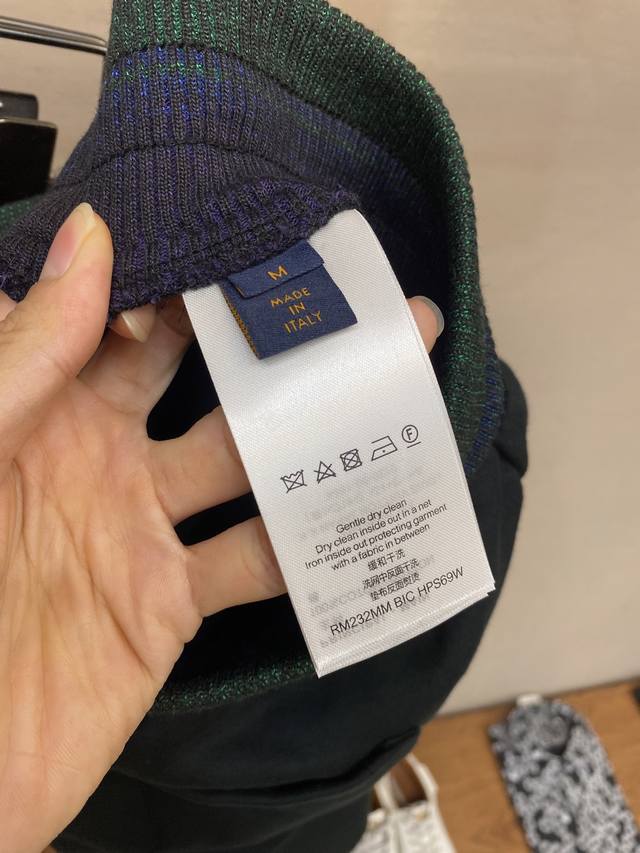 M
MADE
IN
ITALY
F
Gentle dry clean
Dry clean inside out in a net
Iron inside out protecting garment
with a fabric in between
缓和干洗
洗网中反面干洗
垫布反面熨烫
RM232MM BIC HPS69W